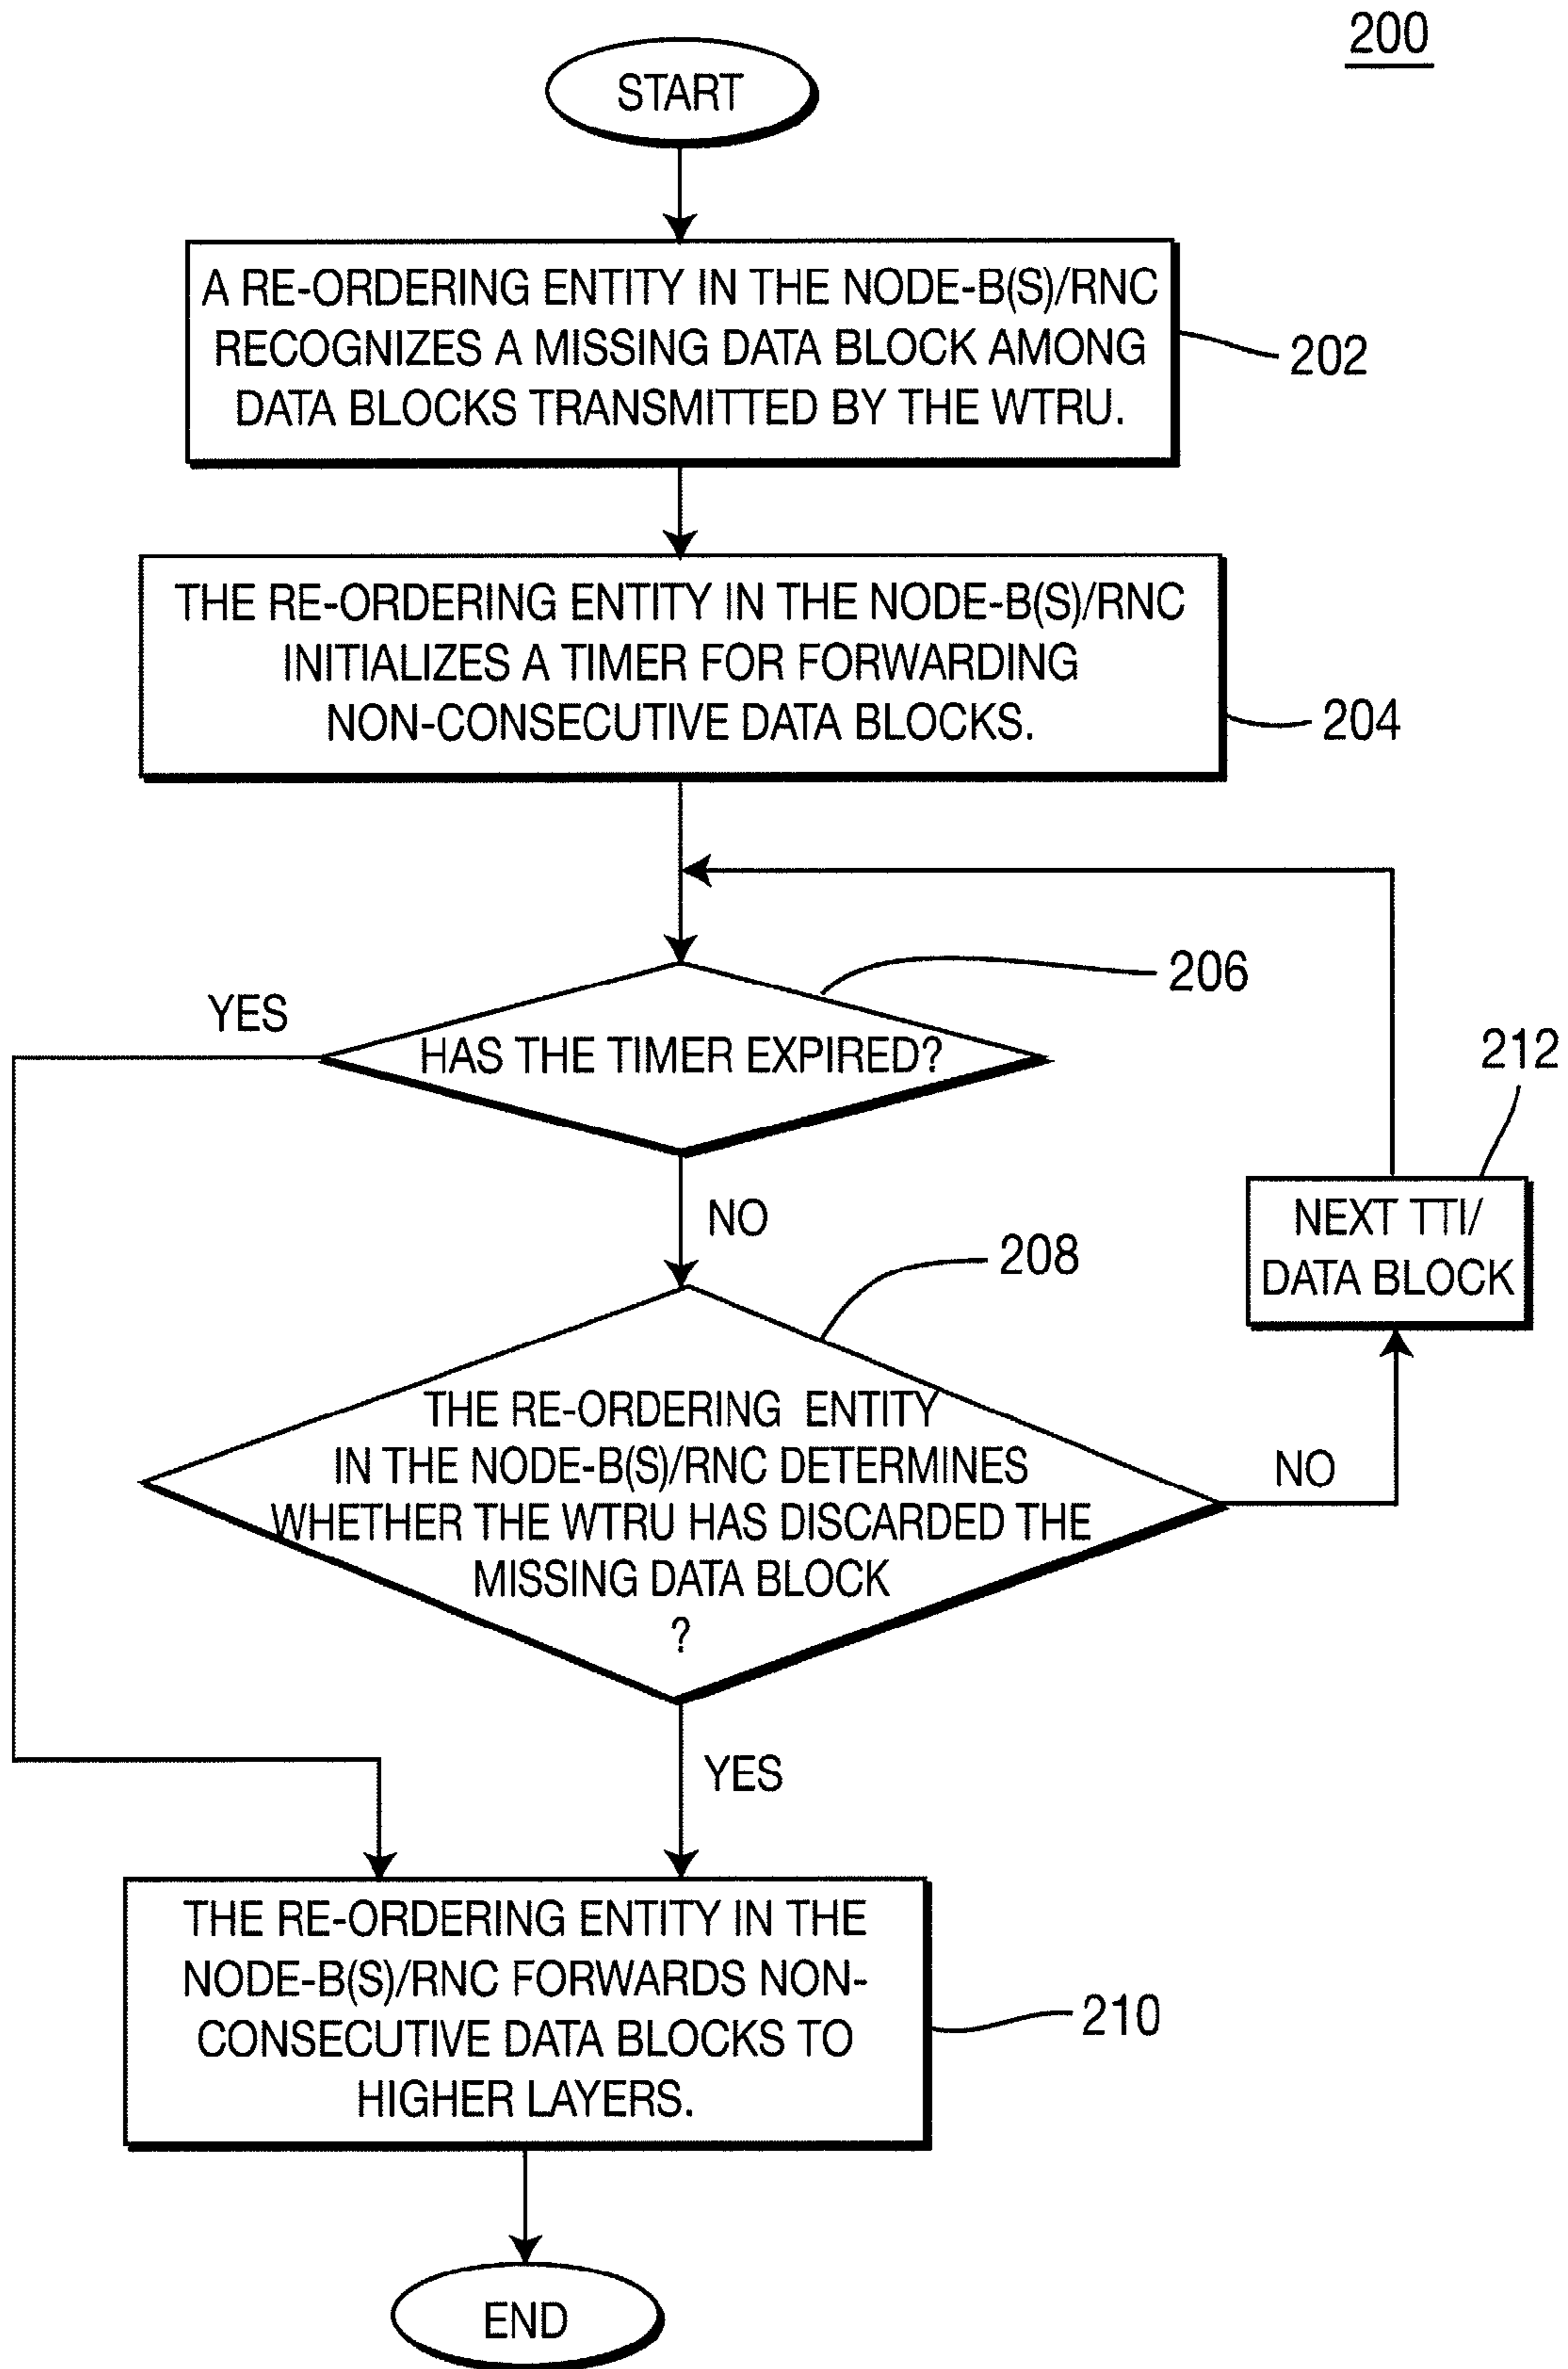 200
START
A RE-ORDERING ENTITY IN THE NODE-B(S)/RNC
RECOGNIZES A MISSING DATA BLOCK AMONG
DATA BLOCKS TRANSMITTED BY THE WTRU.
202
THE RE-ORDERING ENTITY IN THE NODE-B(S)/RNC
INITIALIZES A TIMER FOR FORWARDING
NON-CONSECUTIVE DATA BLOCKS.
204
206
YES
HAS THE TIMER EXPIRED?
212
NO
NEXT TTI/
DATA BLOCK
208
THE RE-ORDERING ENTITY
IN THE NODE-B(S)/RNC DETERMINES
WHETHER THE WTRU HAS DISCARDED THE
MISSING DATA BLOCK
?
NO
YES
THE RE-ORDERING ENTITY IN THE
NODE-B(S)/RNC FORWARDS NON-
CONSECUTIVE DATA BLOCKS TO
HIGHER LAYERS.
210
END